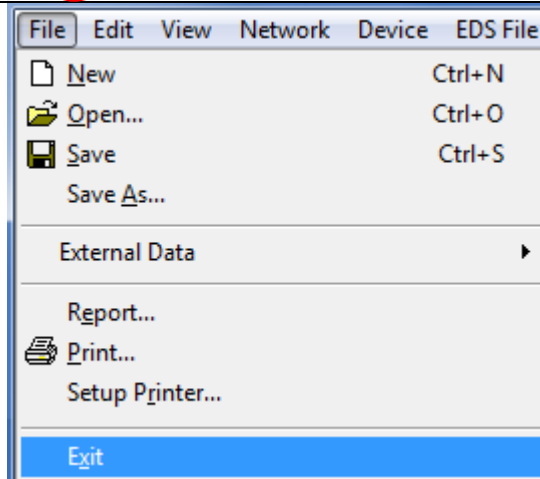 File Edit View Network Device EDS File
New Ctrl+N
Open... Ctrl+O
Save Ctrl+S
Save As...
External Data
Report...
Print...
Setup Printer...
Exit